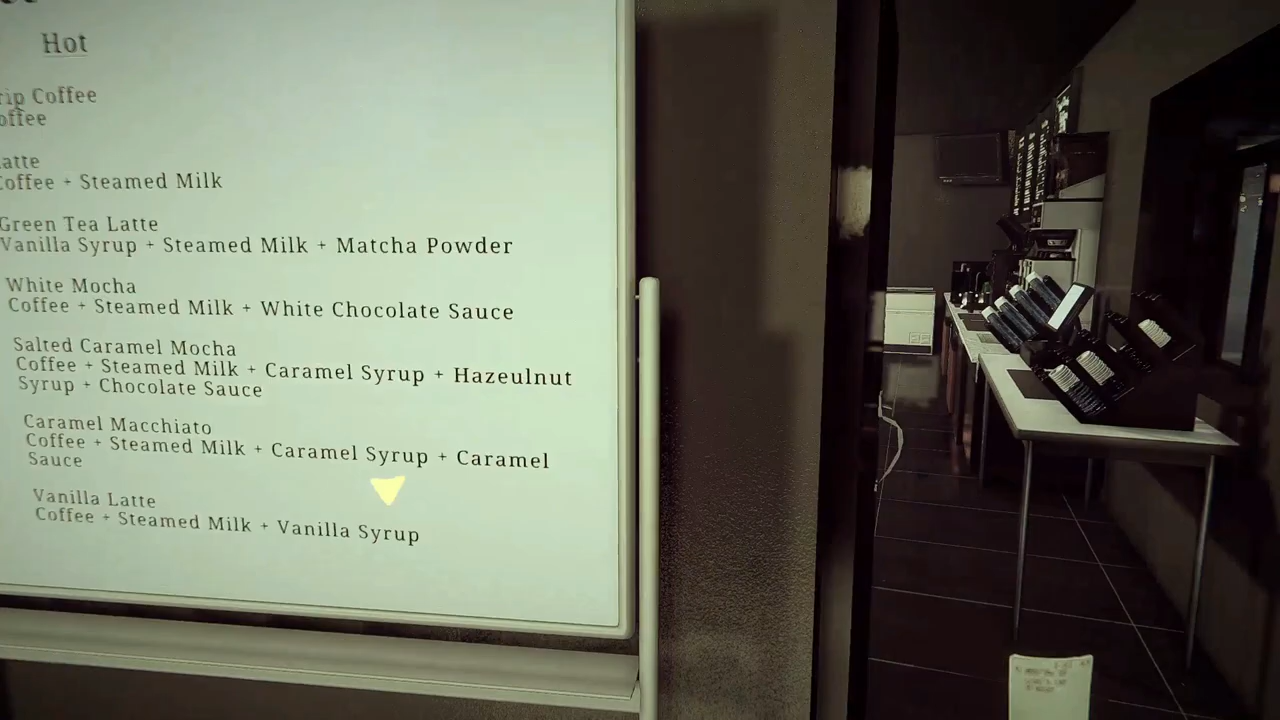 Hot
rip Coffee
offee
atte
Coffee + Steamed Milk
Green Tea Latte
Vanilla Syrup + Steamed Milk + Matcha Powder
White Mocha
Coffee + Steamed Milk + White Chocolate Sauce
Salted Caramel Mocha
Coffee + Steamed Milk + Caramel Syrup + Hazeulnut
Syrup + Chocolate Sauce
Caramel Macchiato
Coffee + Steamed Milk + Caramel Syrup + Caramel
Sauce
Vanilla Latte
Coffee + Steamed Milk + Vanilla Syrup